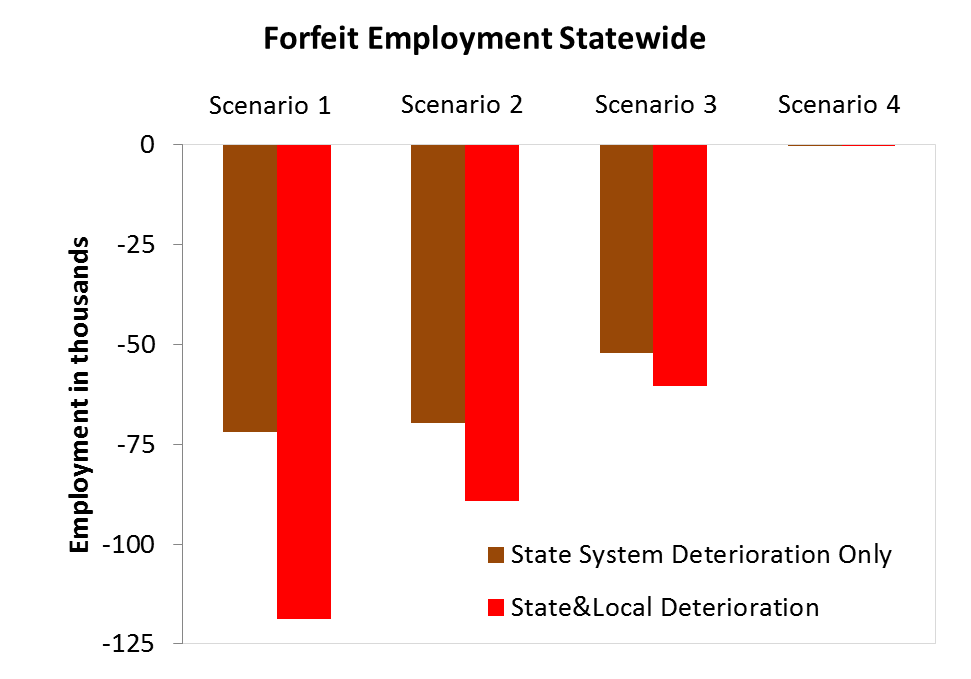 Forfeit Employment Statewide
Scenario 1 Scenario 2 Scenario 3 Scenario 4
0
-25
-50
-75
-100
-125
Employment in thousands
State System Deterioration Only
State&Local Deterioration